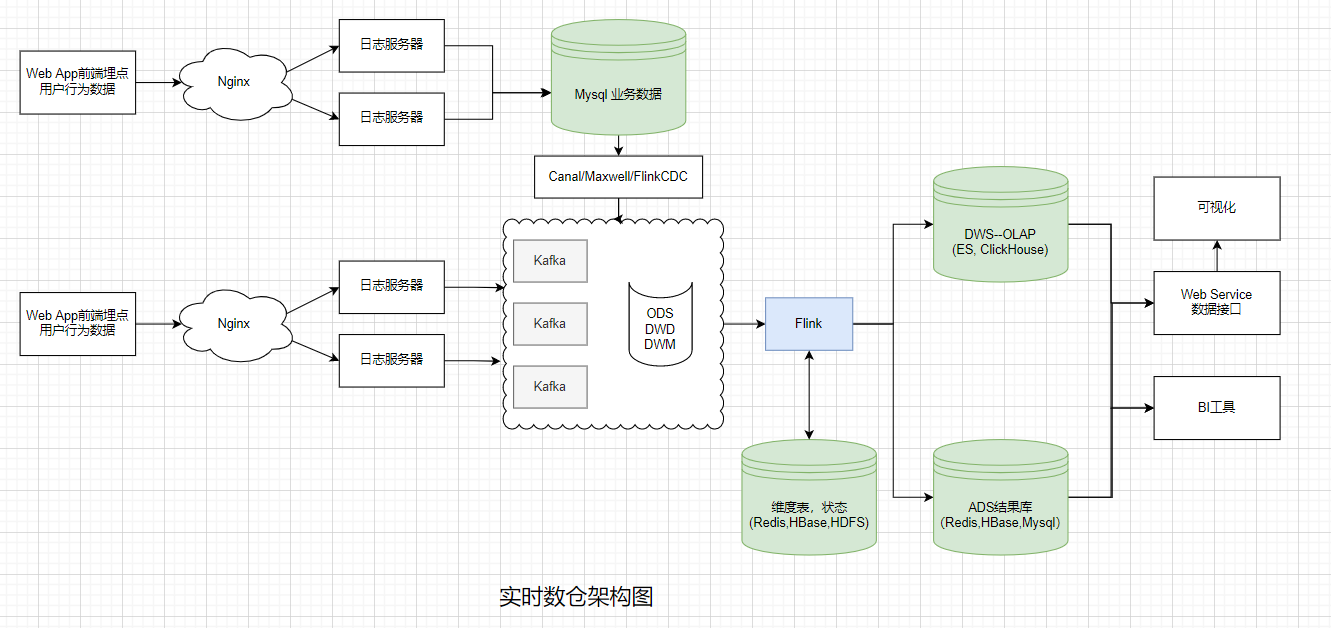 Web App前端埋点
用户行为数据
Nginx
日志服务器
日志服务器
Mysql 业务数据
Canal/Maxwell/FlinkCDC
Web App前端埋点
用户行为数据
Nginx
日志服务器
日志服务器
Kafka
Kafka
Kafka
ODS
DWD
DWM
Flink
维度表，状态
(Redis,HBase,HDFS)
DWS--OLAP
(ES, ClickHouse)
ADS结果库
(Redis,HBase,Mysql)
可视化
Web Service
数据接口
BI工具
实时数仓架构图